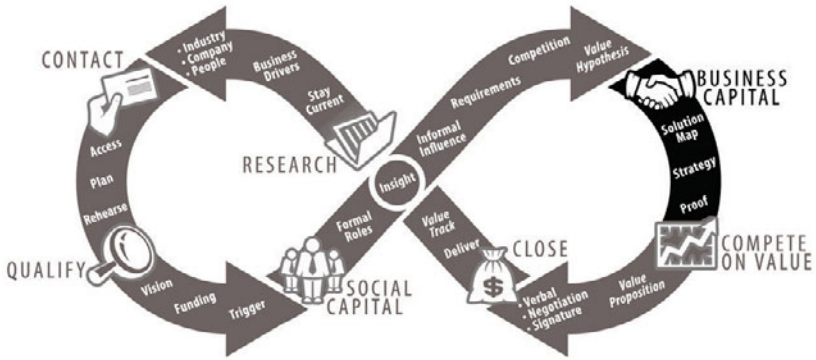 RESEARCH
Stay Current
Business
Drivers
• Industry
• Company
• People
CONTACT
Access
Plan
Rehearse
QUALIFY
Vision
Funding
Trigger
SOCIAL
CAPITAL
Formal
Roles
Insight
Informal
Influence
Requirements
Competition
Value
Hypothesis
BUSINESS
CAPITAL
Solution
Map
Strategy
Proof
COMPETE
ON VALUE
Value
Proposition
• Verbal
• Negotiation
• Signature
CLOSE
$
Deliver
Value
Track